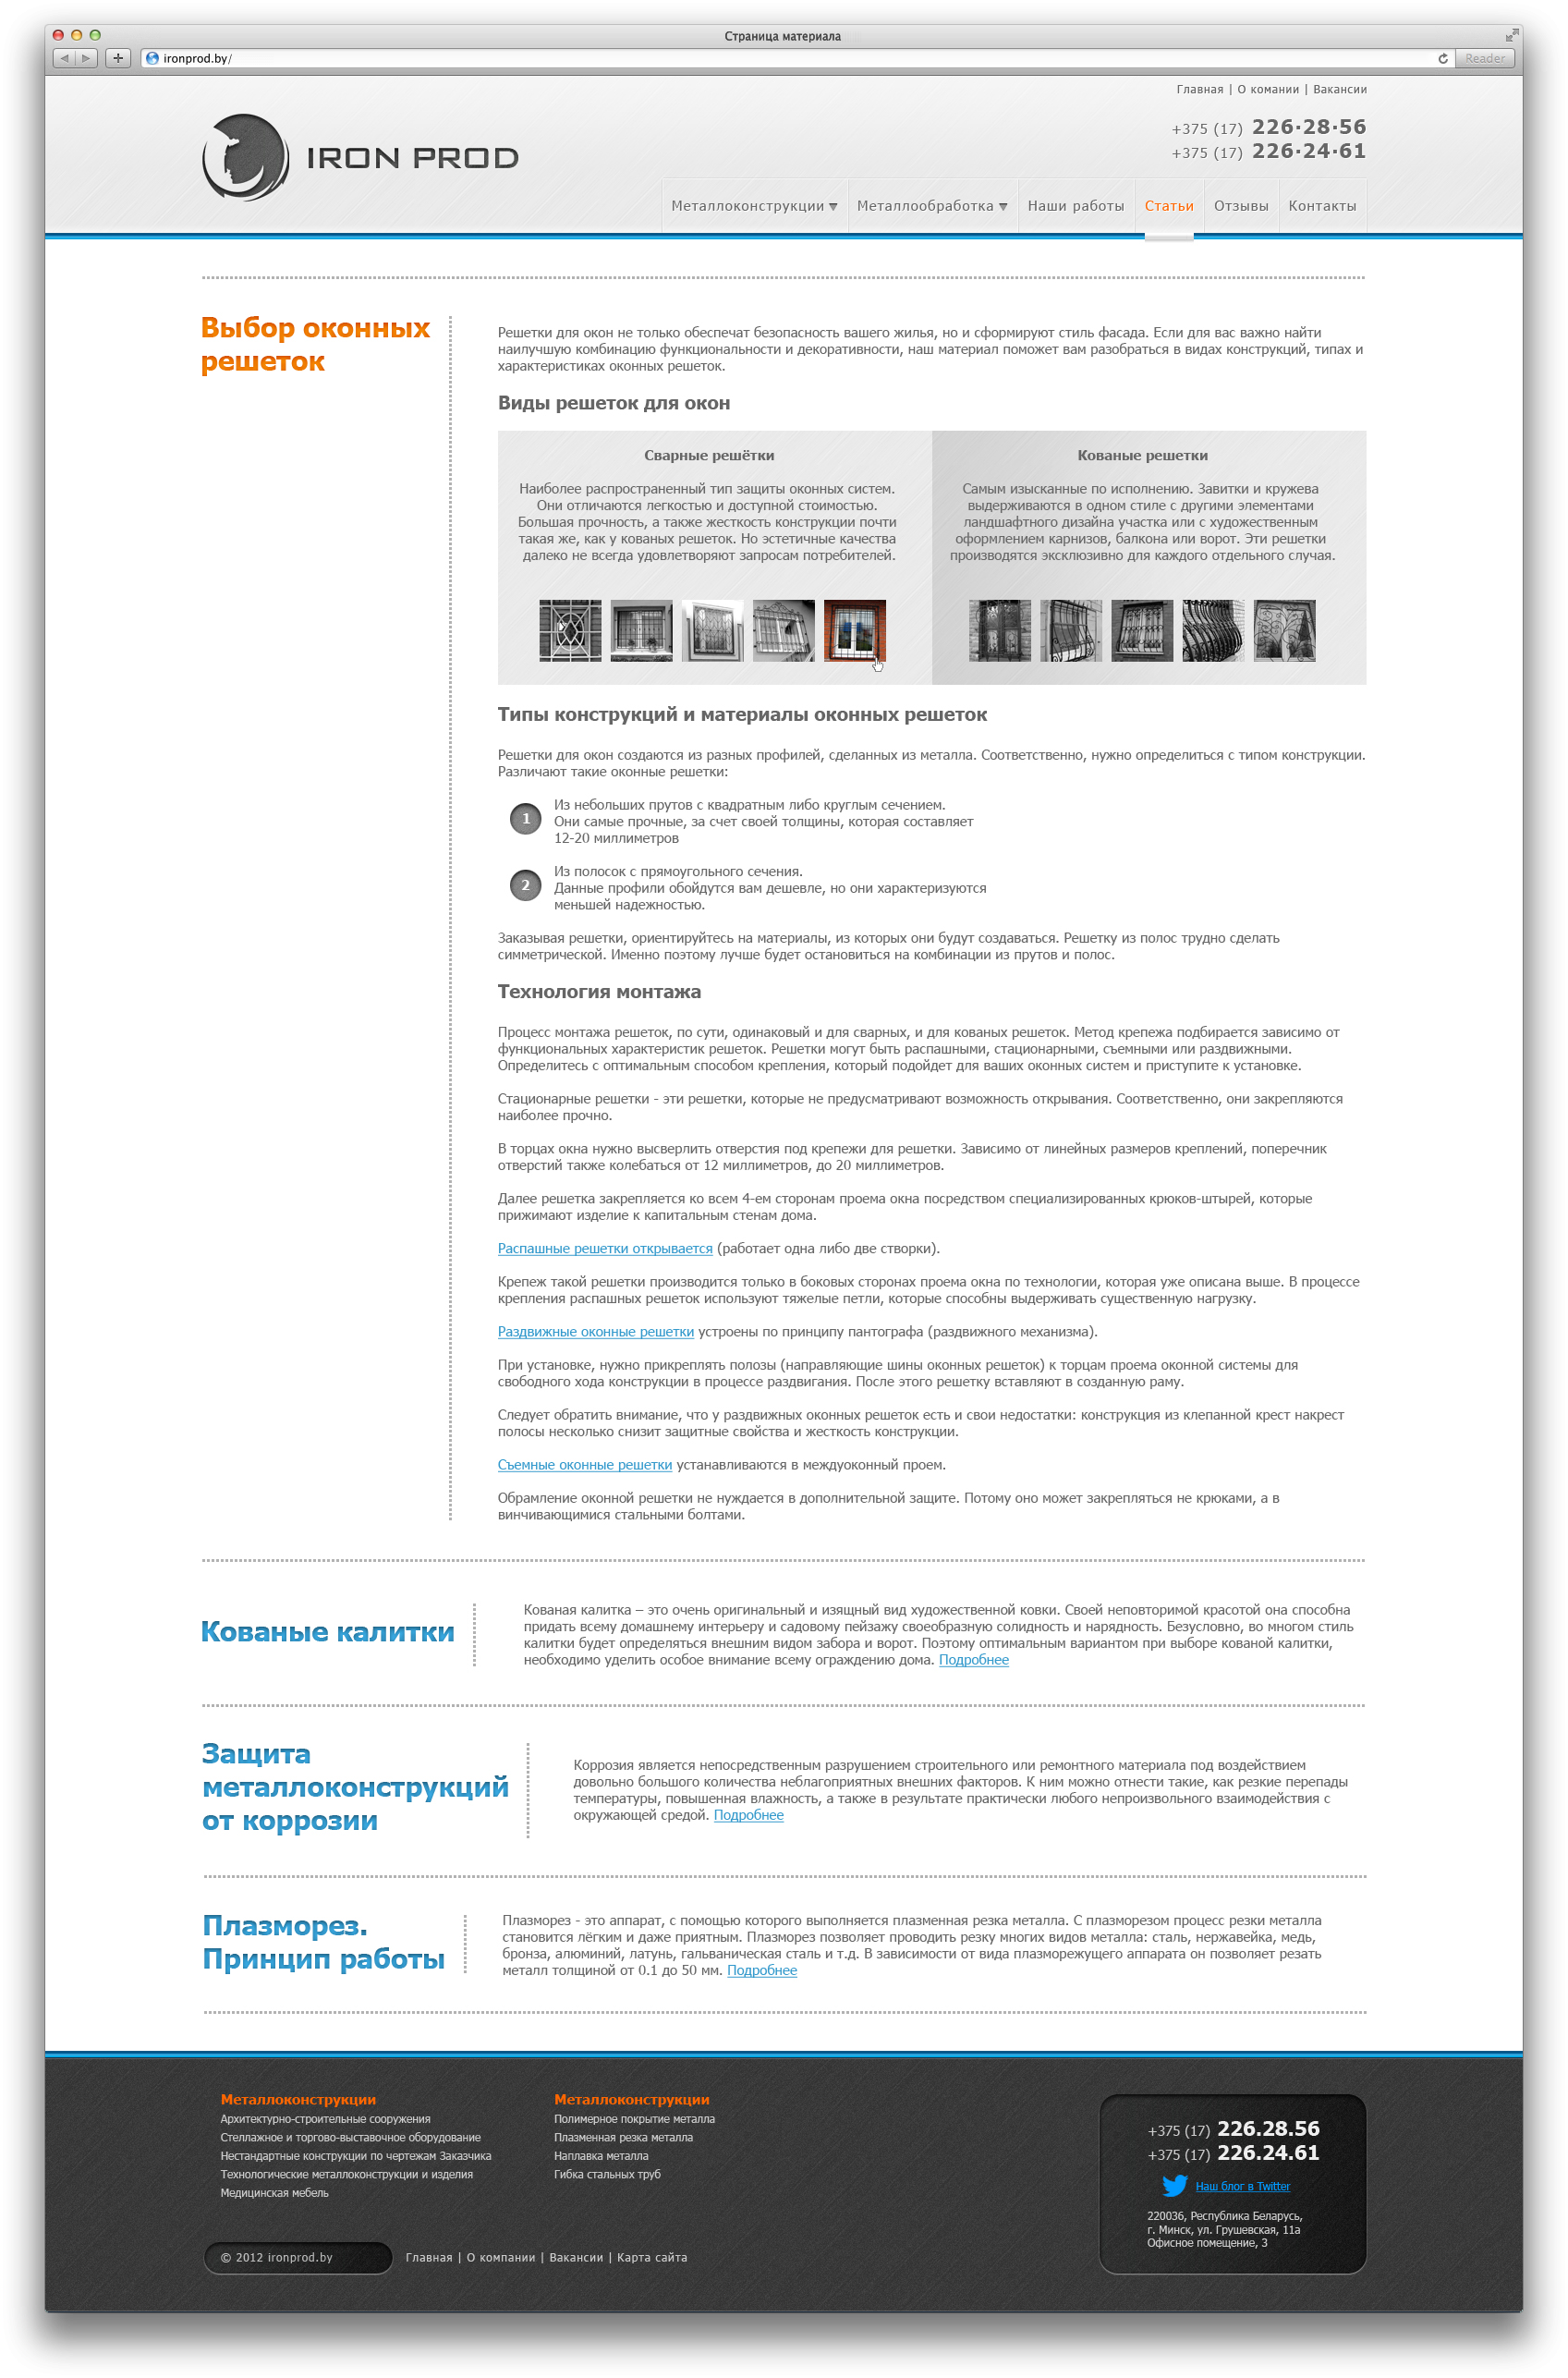 Страница материала
ironprod.by/
Reader
Главная | О комании | Вакансии
+375 (17) 226·28·56
+375 (17) 226·24·61
IRON PROD
Металлоконструкции Металлообработка Наши работы Статьи Отзывы Контакты
Выбор оконных
решеток
Решетки для окон не только обеспечат безопасность вашего жилья, но и сформируют стиль фасада. Если для вас важно найти
наилучшую комбинацию функциональности и декоративности, наш материал поможет вам разобраться в видах конструкций, типах и
характеристиках оконных решеток.
Виды решеток для окон
Сварные решётки
Наиболее распространенный тип защиты оконных систем.
Они отличаются легкостью и доступной стоимостью.
Большая прочность, а также жесткость конструкции почти
такая же, как у кованых решеток. Но эстетичные качества
далеко не всегда удовлетворяют запросам потребителей.
Кованые решетки
Самым изысканные по исполнению. Завитки и кружева
выдерживаются в одном стиле с другими элементами
ландшафтного дизайна участка или с художественным
оформлением карнизов, балкона или ворот. Эти решетки
производятся эксклюзивно для каждого отдельного случая.
Типы конструкций и материалы оконных решеток
Решетки для окон создаются из разных профилей, сделанных из металла. Соответственно, нужно определиться с типом конструкции.
Различают такие оконные решетки:
1
Из небольших прутов с квадратным либо круглым сечением.
Они самые прочные, за счет своей толщины, которая составляет
12-20 миллиметров
2
Из полосок с прямоугольного сечения.
Данные профили обойдутся вам дешевле, но они характеризуются
меньшей надежностью.
Заказывая решетки, ориентируйтесь на материалы, из которых они будут создаваться. Решетку из полос трудно сделать
симметрической. Именно поэтому лучше будет остановиться на комбинации из прутов и полос.
Технология монтажа
Процесс монтажа решеток, по сути, одинаковый и для сварных, и для кованых решеток. Метод крепежа подбирается зависимо от
функциональных характеристик решеток. Решетки могут быть распашными, стационарными, съемными или раздвижными.
Определитесь с оптимальным способом крепления, который подойдет для ваших оконных систем и приступите к установке.
Стационарные решетки - эти решетки, которые не предусматривают возможность открывания. Соответственно, они закрепляются
наиболее прочно.
В торцах окна нужно высверлить отверстия под крепежи для решетки. Зависимо от линейных размеров креплений, поперечник
отверстий также колебаться от 12 миллиметров, до 20 миллиметров.
Далее решетка закрепляется ко всем 4-ем сторонам проема окна посредством специализированных крюков-штырей, которые
прижимают изделие к капитальным стенам дома.
Распашные решетки открывается (работает одна либо две створки).
Крепеж такой решетки производится только в боковых сторонах проема окна по технологии, которая уже описана выше. В процессе
крепления распашных решеток используют тяжелые петли, которые способны выдерживать существенную нагрузку.
Раздвижные оконные решетки устроены по принципу пантографа (раздвижного механизма).
При установке, нужно прикреплять полозы (направляющие шины оконных решеток) к торцам проема оконной системы для
свободного хода конструкции в процессе раздвигания. После этого решетку вставляют в созданную раму.
Следует обратить внимание, что у раздвижных оконных решеток есть и свои недостатки: конструкция из клепанной крест накрест
полосы несколько снизит защитные свойства и жесткость конструкции.
Съемные оконные решетки устанавливаются в междуоконный проем.
Обрамление оконной решетки не нуждается в дополнительной защите. Потому оно может закрепляться не крюками, а в
винчивающимися стальными болтами.
Кованые калитки
Кованая калитка – это очень оригинальный и изящный вид художественной ковки. Своей неповторимой красотой она способна
придать всему домашнему интерьеру и садовому пейзажу своеобразную солидность и нарядность. Безусловно, во многом стиль
калитки будет определяться внешним видом забора и ворот. Поэтому оптимальным вариантом при выборе кованой калитки,
необходимо уделить особое внимание всему ограждению дома. Подробнее
Защита
металлоконструкций
от коррозии
Коррозия является непосредственным разрушением строительного или ремонтного материала под воздействием
довольно большого количества неблагоприятных внешних факторов. К ним можно отнести такие, как резкие перепады
температуры, повышенная влажность, а также в результате практически любого непроизвольного взаимодействия с
окружающей средой. Подробнее
Плазморез.
Принцип работы
Плазморез - это аппарат, с помощью которого выполняется плазменная резка металла. С плазморезом процесс резки металла
становится лёгким и даже приятным. Плазморез позволяет проводить резку многих видов металла: сталь, нержавейка, медь,
бронза, алюминий, латунь, гальваническая сталь и т.д. В зависимости от вида плазморежущего аппарата он позволяет резать
металл толщиной от 0.1 до 50 мм. Подробнее
Металлоконструкции
Архитектурно-строительные сооружения
Стеллажное и торгово-выставочное оборудование
Нестандартные конструкции по чертежам Заказчика
Технологические металлоконструкции и изделия
Медицинская мебель
Металлоконструкции
Полимерное покрытие металла
Плазменная резка металла
Наплавка металла
Гибка стальных труб
+375 (17) 226.28.56
+375 (17) 226.24.61
Наш блог в Twitter
220036, Республика Беларусь,
г. Минск, ул. Грушевская, 11а
Офисное помещение, 3
© 2012 ironprod.by
Главная | О компании | Вакансии | Карта сайта